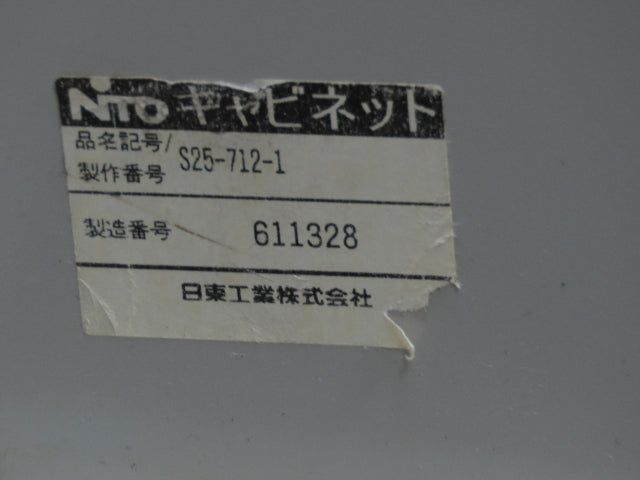 NITO キャビネット
品名記号/
製作番号 S25-712-1
製造番号 611328
日東工業株式会社